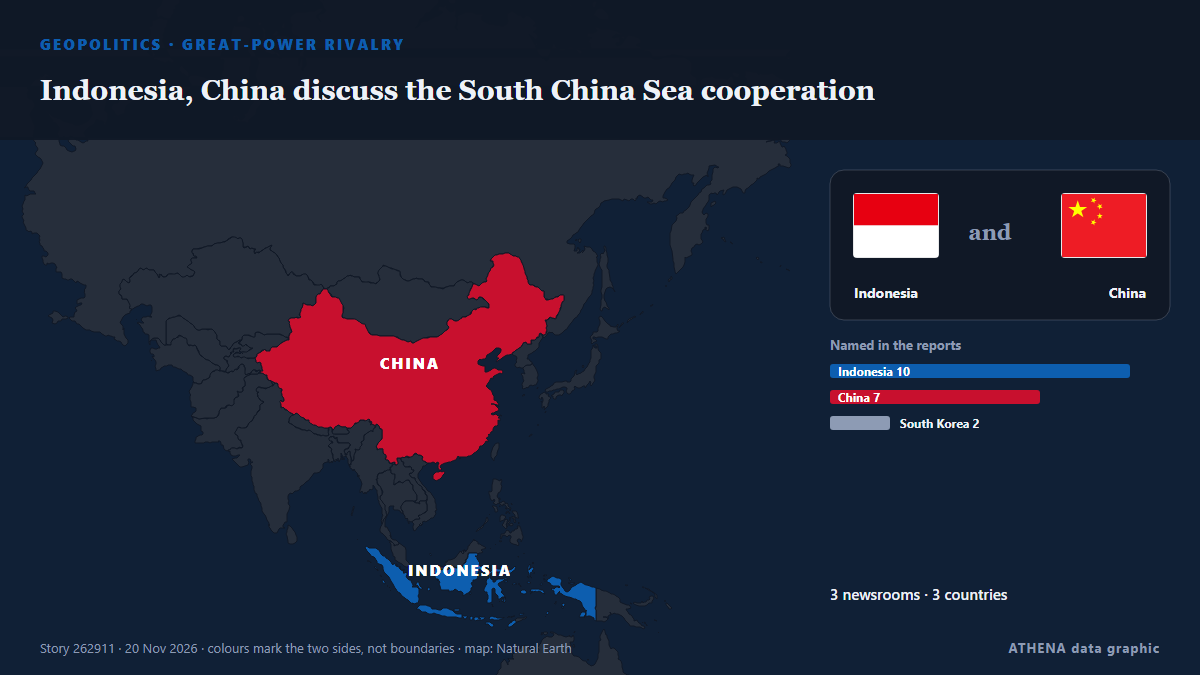 GEOPOLITICS · GREAT-POWER RIVALRY
Indonesia, China discuss the South China Sea cooperation
and
Indonesia
China
Named in the reports
Indonesia 10
China 7
South Korea 2
CHINA
INDONESIA
3 newsrooms · 3 countries
Story 262911 · 20 Nov 2026 · colours mark the two sides, not boundaries · map: Natural Earth
ATHENA data graphic